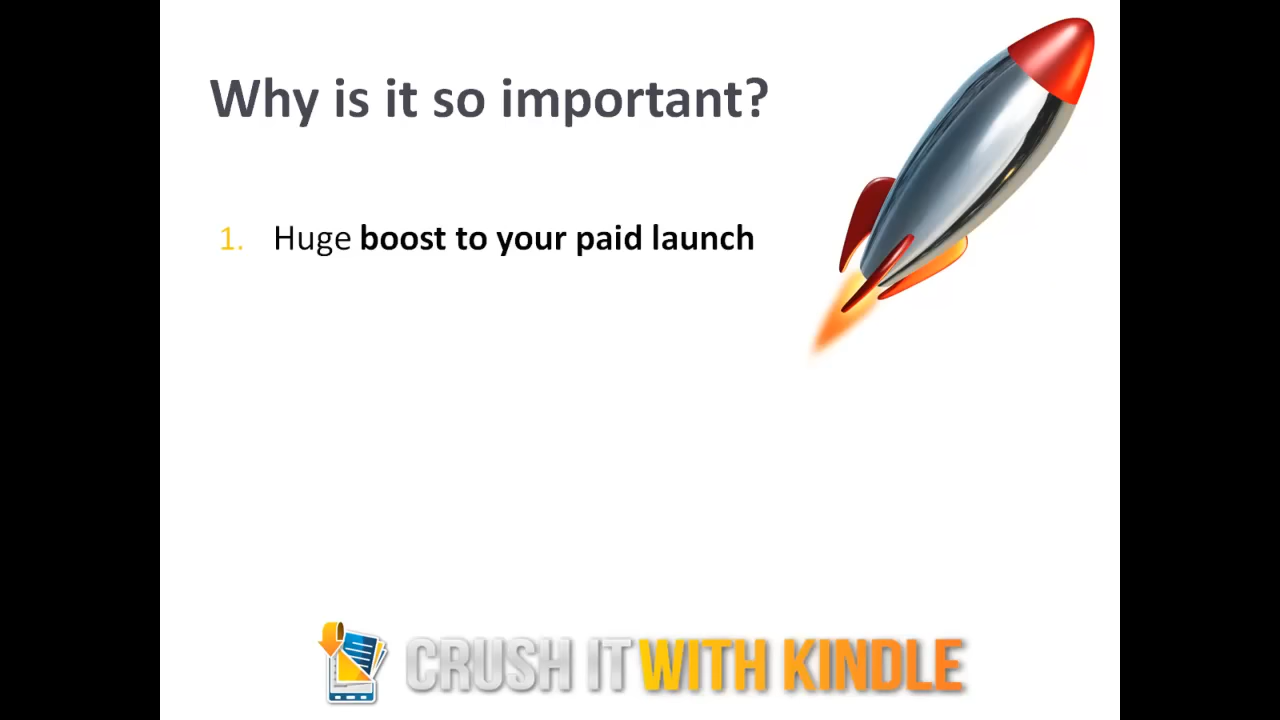 Why is it so important?
1. Huge boost to your paid launch
CRUSH IT WITH KINDLE